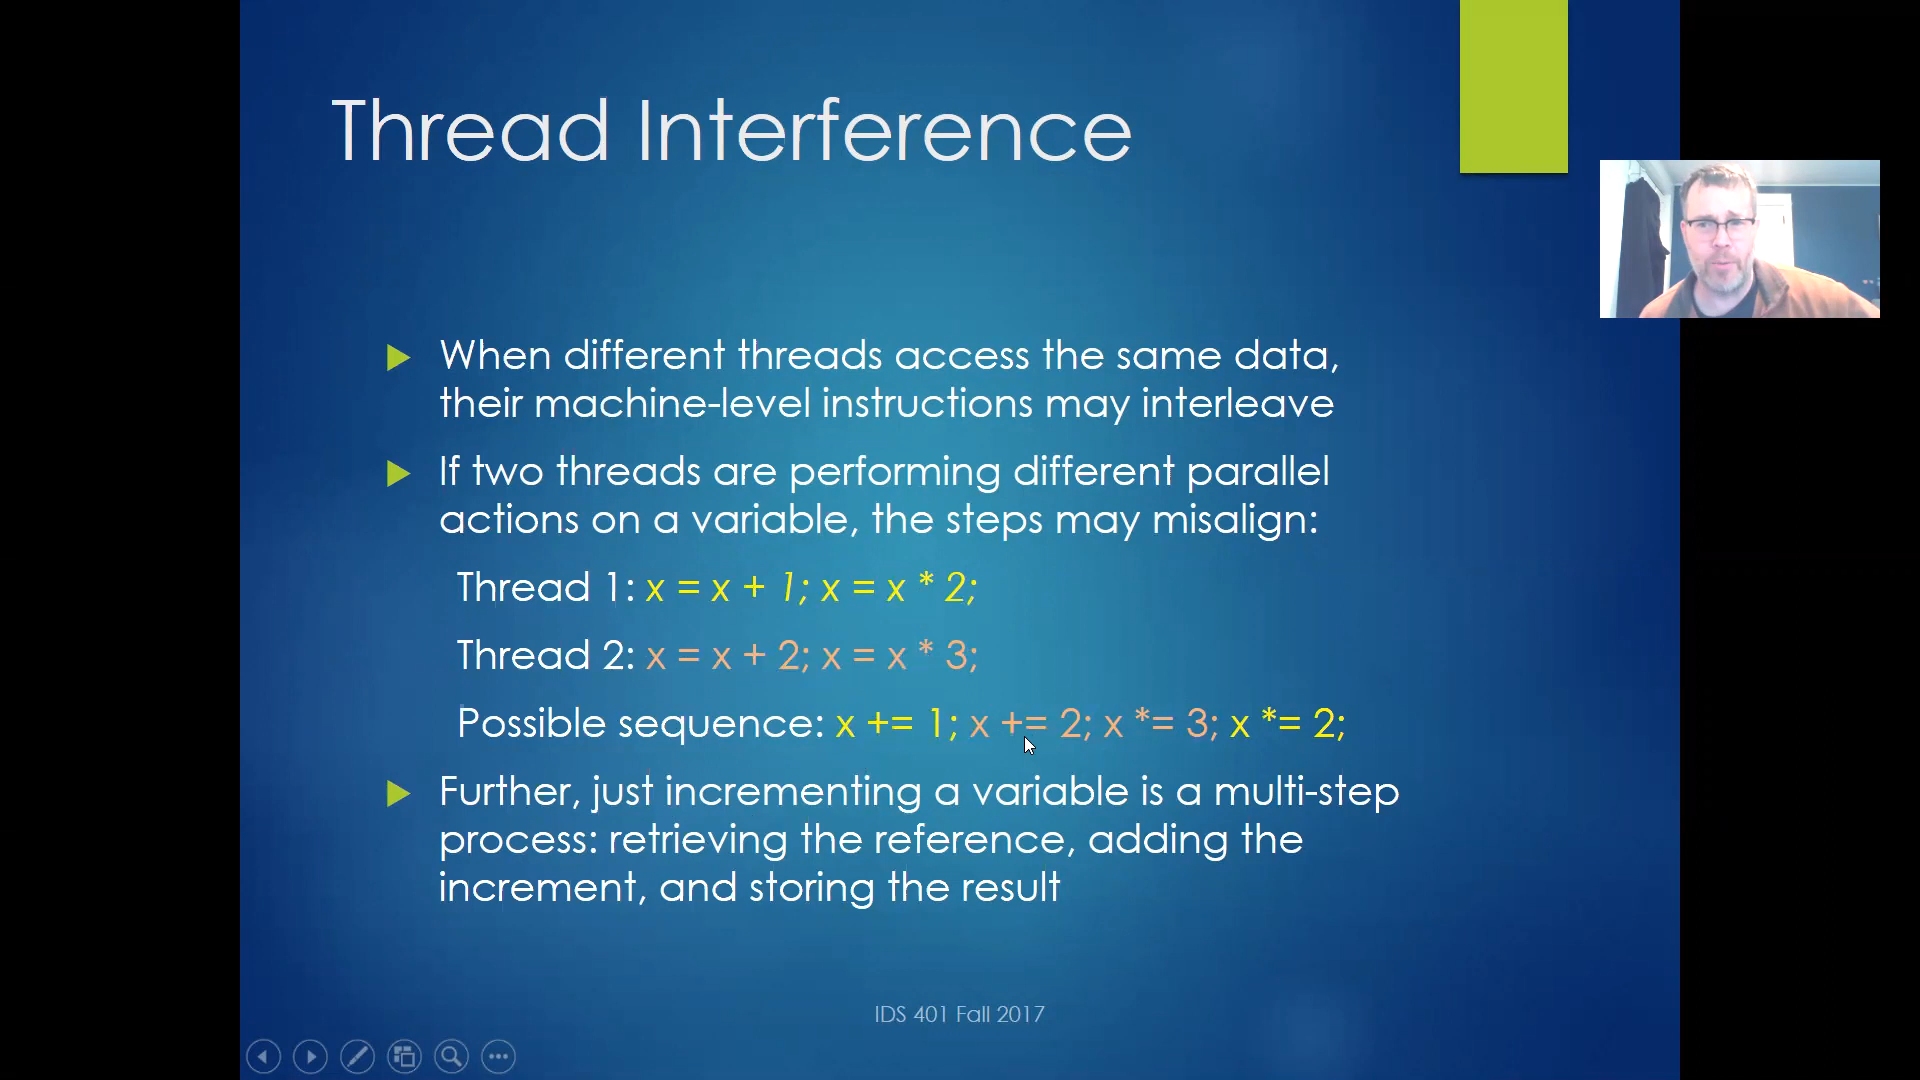 Thread Interference
When different threads access the same data,
their machine-level instructions may interleave
If two threads are performing different parallel
actions on a variable, the steps may misalign:
Thread 1: x = x + 1; x = x * 2;
Thread 2: x = x + 2; x = x * 3;
Possible sequence: x += 1; x += 2; x *= 3; x *= 2;
Further, just incrementing a variable is a multi-step
process: retrieving the reference, adding the
increment, and storing the result
IDS 401 Fall 2017